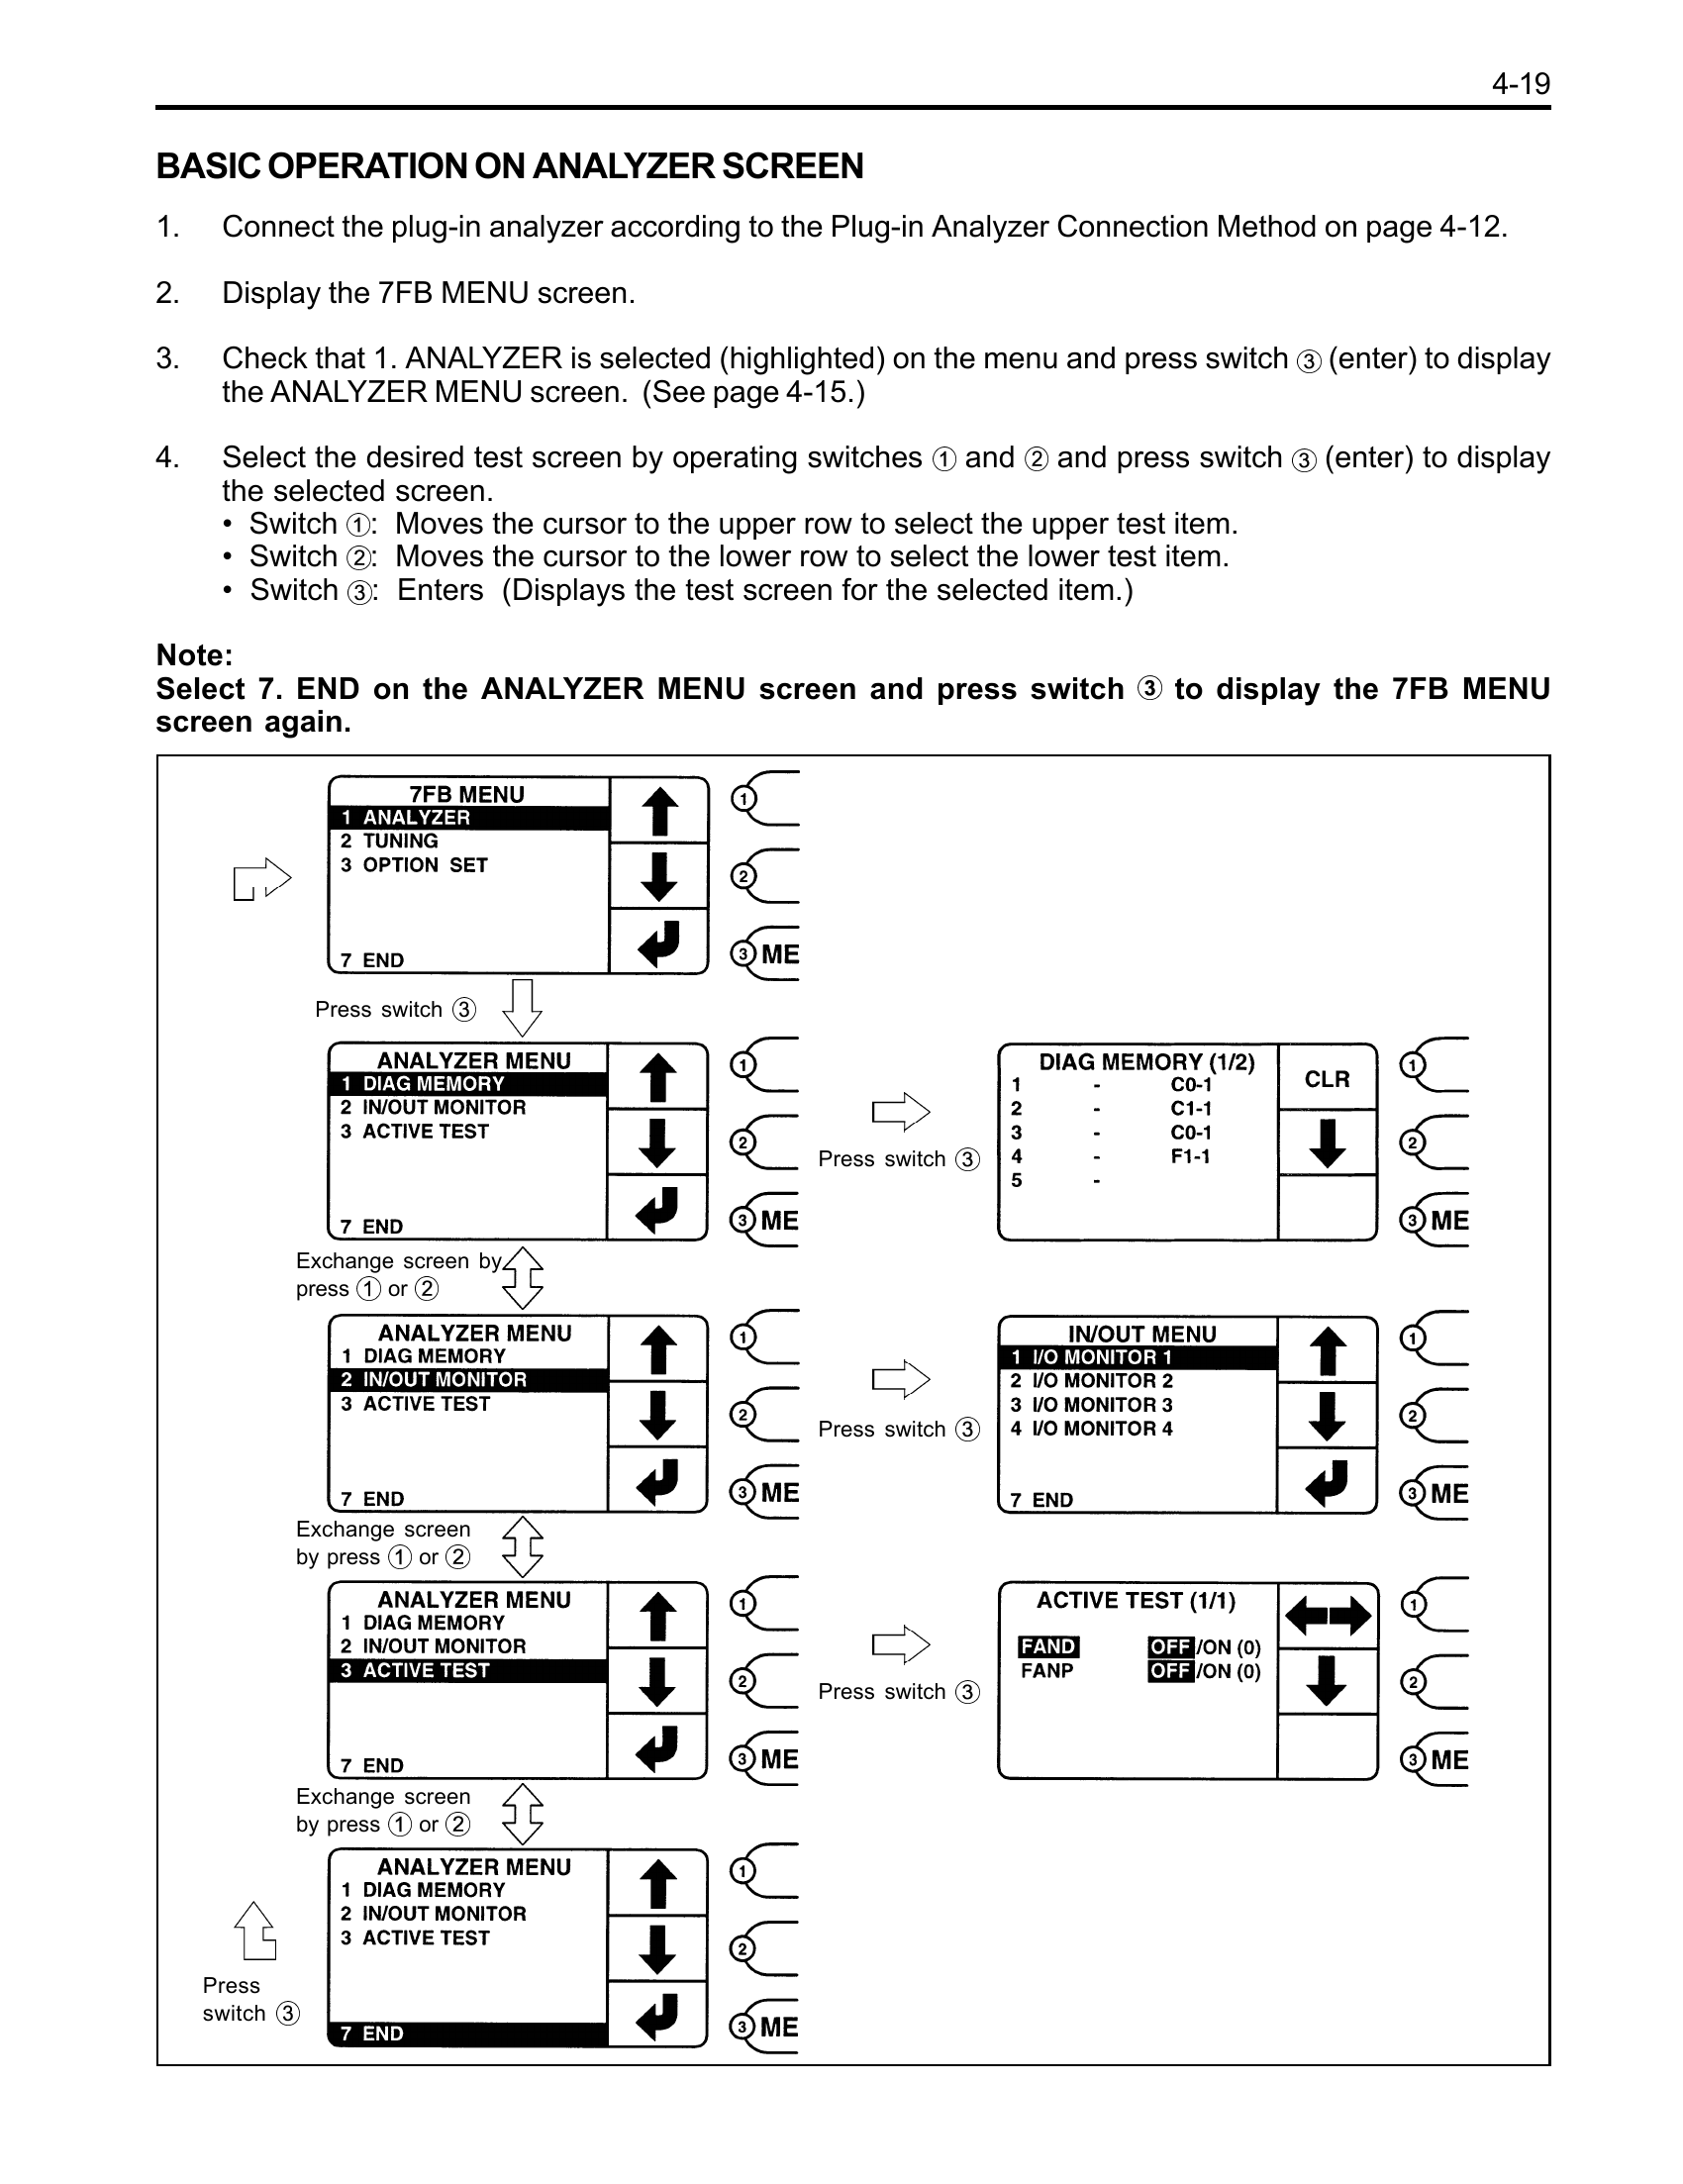 4-19
BASIC OPERATION ON ANALYZER SCREEN
1. Connect the plug-in analyzer according to the Plug-in Analyzer Connection Method on page 4-12.
2. Display the 7FB MENU screen.
3. Check that 1. ANALYZER is selected (highlighted) on the menu and press switch ③ (enter) to display
the ANALYZER MENU screen. (See page 4-15.)
4. Select the desired test screen by operating switches ① and ② and press switch ③ (enter) to display
the selected screen.
• Switch ①: Moves the cursor to the upper row to select the upper test item.
• Switch ②: Moves the cursor to the lower row to select the lower test item.
• Switch ③: Enters (Displays the test screen for the selected item.)
Note:
Select 7. END on the ANALYZER MENU screen and press switch ③ to display the 7FB MENU
screen again.
7FB MENU
1 ANALYZER
2 TUNING
3 OPTION SET
7 END
①
②
③ ME
Press switch ③
ANALYZER MENU
1 DIAG MEMORY
2 IN/OUT MONITOR
3 ACTIVE TEST
7 END
①
②
③ ME
Press switch ③
DIAG MEMORY (1/2)
1 - C0-1
2 - C1-1
3 - C0-1
4 - F1-1
5 -
CLR
①
②
③ ME
Exchange screen by
press ① or ②
ANALYZER MENU
1 DIAG MEMORY
2 IN/OUT MONITOR
3 ACTIVE TEST
7 END
①
②
③ ME
Press switch ③
IN/OUT MENU
1 I/O MONITOR 1
2 I/O MONITOR 2
3 I/O MONITOR 3
4 I/O MONITOR 4
7 END
①
②
③ ME
Exchange screen
by press ① or ②
ANALYZER MENU
1 DIAG MEMORY
2 IN/OUT MONITOR
3 ACTIVE TEST
7 END
①
②
③ ME
Press switch ③
ACTIVE TEST (1/1)
FAND OFF/ON (0)
FANP OFF/ON (0)
①
②
③ ME
Exchange screen
by press ① or ②
ANALYZER MENU
1 DIAG MEMORY
2 IN/OUT MONITOR
3 ACTIVE TEST
7 END
①
②
③ ME
Press
switch ③